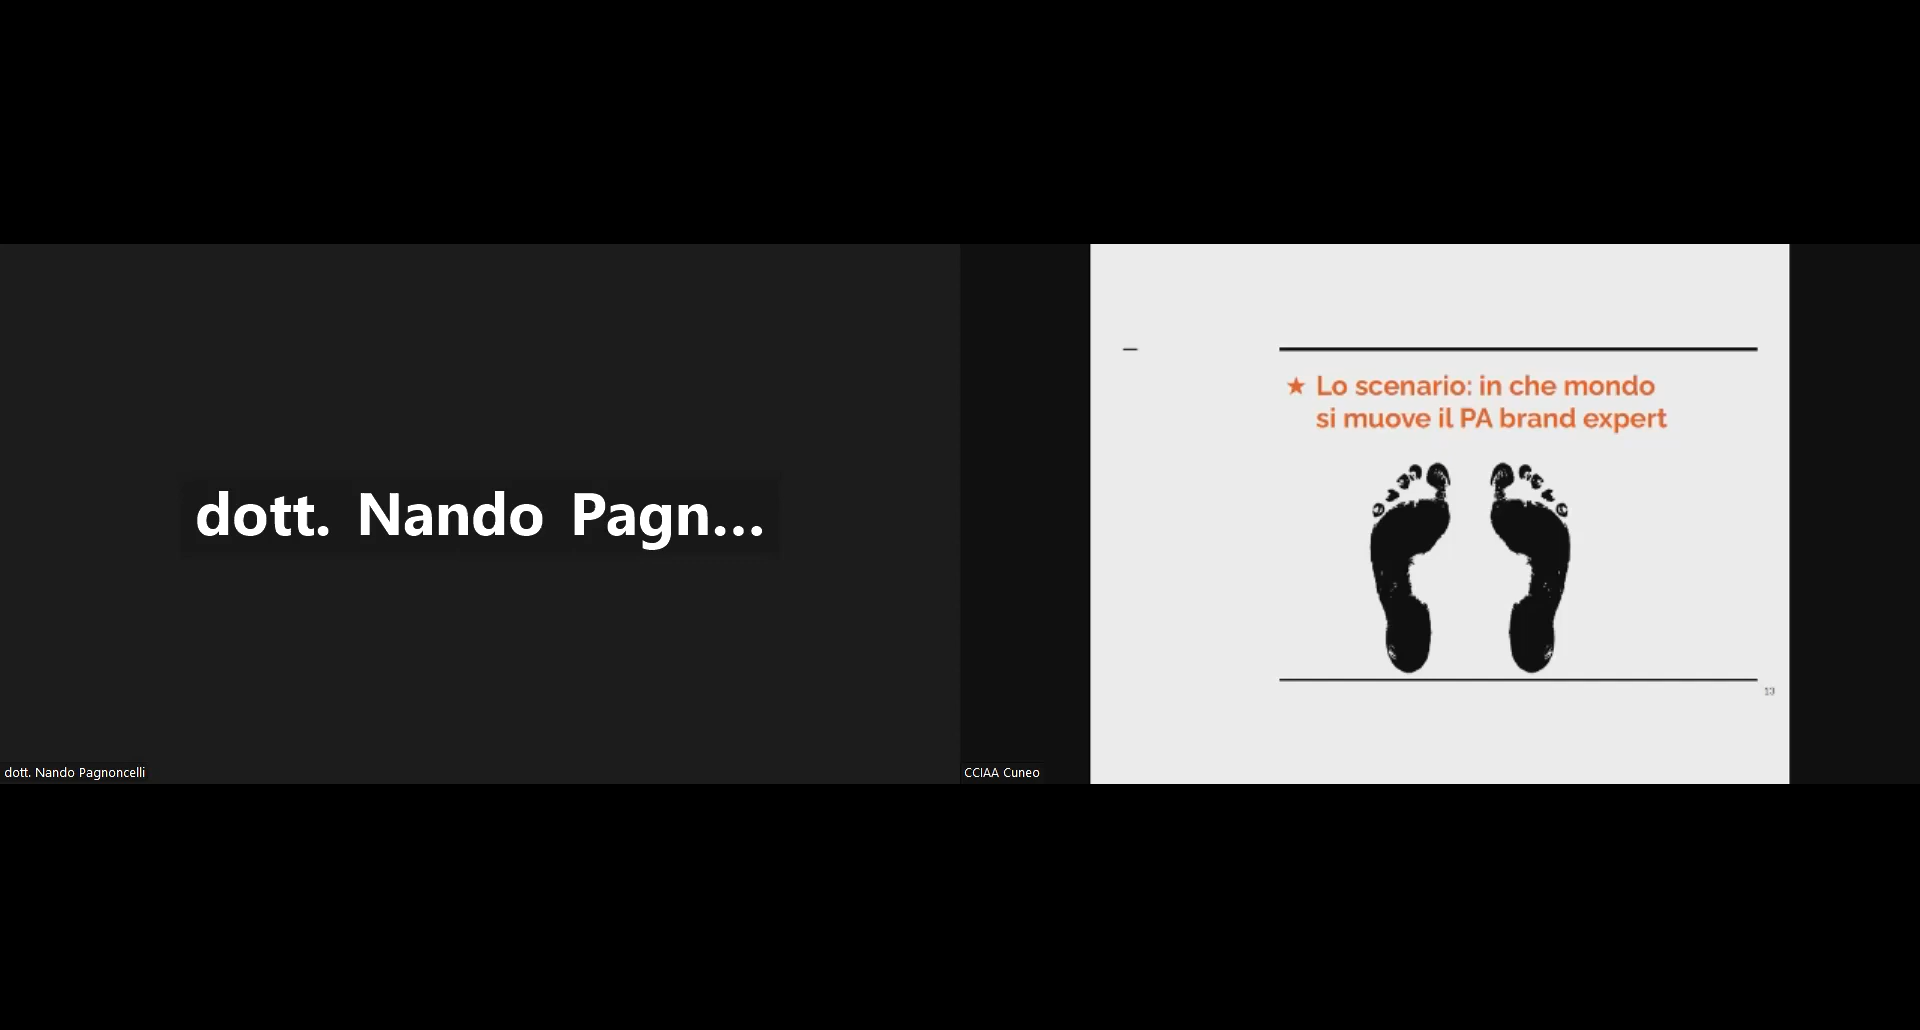 dott. Nando Pagn...
dott. Nando Pagnoncelli
★ Lo scenario: in che mondo
si muove il PA brand expert
13
CCIAA Cuneo